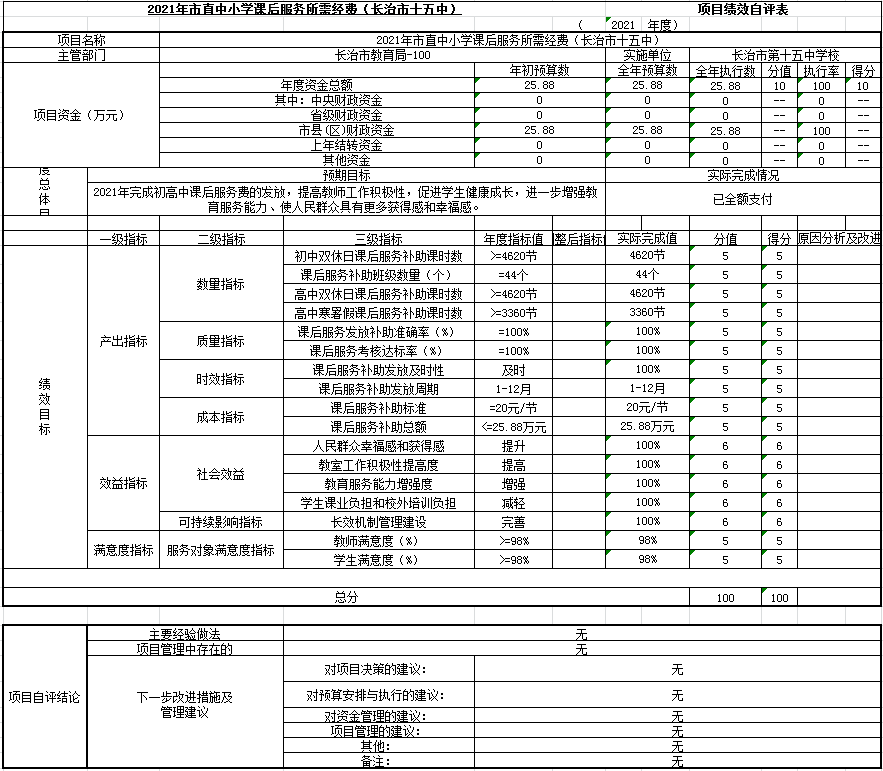 2021年市直中小学课后服务所需经费（长治市十五中） 项目绩效自评表
（ 2021 年度）
项目名称 2021年市直中小学课后服务所需经费（长治市十五中）
主管部门 长治市教育局-100 实施单位 长治市第十五中学校
项目资金（万元） 年初预算数 全年预算数 全年执行数 分值 执行率 得分
年度资金总额 25.88 25.88 25.88 10 100 10
其中：中央财政资金 0 0 0 -- 0 --
省级财政资金 0 0 0 -- 0 --
市县(区)财政资金 25.88 25.88 25.88 -- 100 --
上年结转资金 0 0 0 -- 0 --
其他资金 0 0 0 -- 0 --
度总体目 预期目标 实际完成情况
2021年完成初高中课后服务费的发放，提高教师工作积极性，促进学生健康成长，进一步增强教
育服务能力、使人民群众具有更多获得感和幸福感。 已全额支付
绩效目标 一级指标 二级指标 三级指标 年度指标值 整后指标 实际完成值 分值 得分 原因分析及改进
产出指标 数量指标 初中双休日课后服务补助课时数 >=4620节 4620节 5 5
课后服务补助班级数量（个） =44个 44个 5 5
高中双休日课后服务补助课时数 >=4620节 4620节 5 5
高中寒署假课后服务补助课时数 >=3360节 3360节 5 5
质量指标 课后服务发放补助准确率（%） =100% 100% 5 5
课后服务考核达标率（%） =100% 100% 5 5
时效指标 课后服务补助发放及时性 及时 100% 5 5
课后服务补助发放周期 1-12月 1-12月 5 5
成本指标 课后服务补助标准 =20元/节 20元/节 5 5
课后服务补助总额 <=25.88万元 25.88万元 5 5
效益指标 社会效益 人民群众幸福感和获得感 提升 100% 6 6
教室工作积极性提高度 提高 100% 6 6
教育服务能力增强度 增强 100% 6 6
学生课业负担和校外培训负担 减轻 100% 6 6
可持续影响指标 长效机制管理建设 完善 100% 6 6
满意度指标 服务对象满意度指标 教师满意度（%） >=98% 98% 5 5
学生满意度（%） >=98% 98% 5 5
总分 100 100
项目自评结论 主要经验做法 无
项目管理中存在的 无
下一步改进措施及
管理建议
对项目决策的建议： 无
对预算安排与执行的建议： 无
对资金管理的建议： 无
项目管理的建议： 无
其他： 无
备注： 无